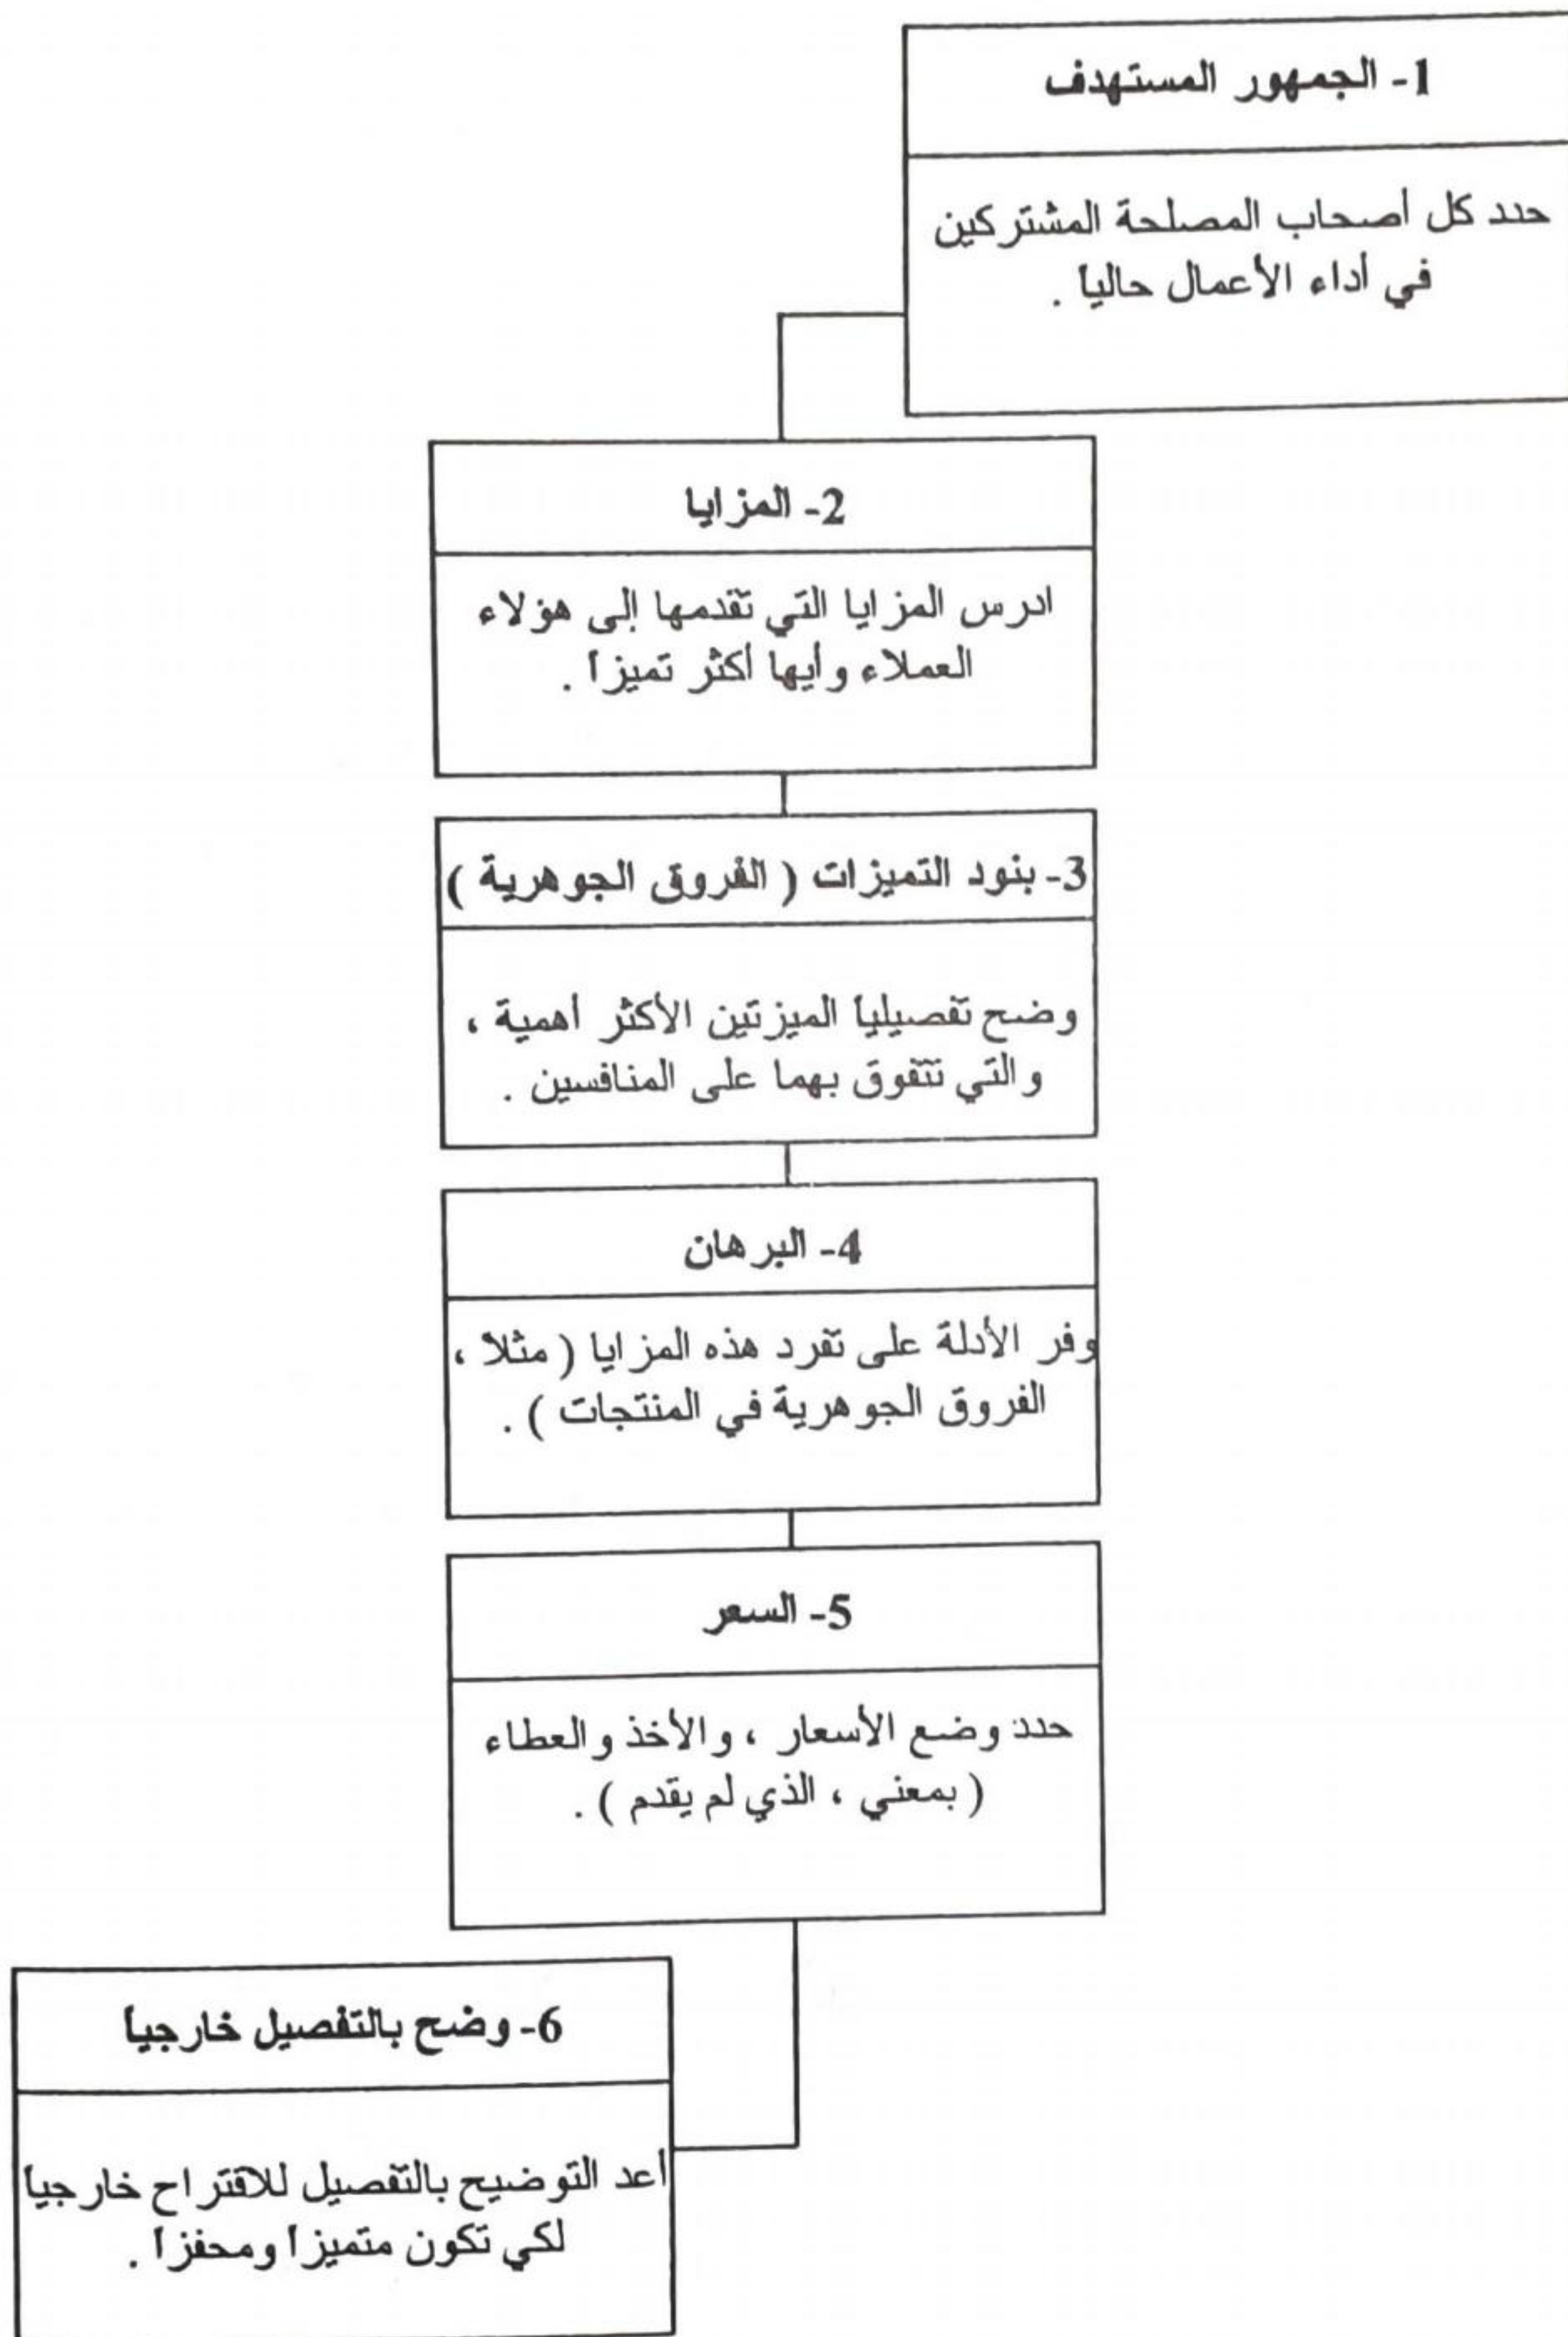 1- الجمهور المستهدف
حدد كل أصحاب المصلحة المشتركين
في أداء الأعمال حالياً .
2- المزايا
ادرس المزايا التي تقدمها إلى هؤلاء
العملاء وأيها أكثر تميزاً .
3- بنود التميزات ( الفروق الجوهرية )
وضح تفصيلياً الميزتين الأكثر أهمية ،
والتي تتفوق بهما على المنافسين .
4- البرهان
وفر الأدلة على تفرد هذه المزايا ( مثلاً ،
الفروق الجوهرية في المنتجات ) .
5- السعر
حدد وضع الأسعار ، والأخذ والعطاء
( بمعني ، الذي لم يقدم ) .
6- وضح بالتفصيل خارجياً
أعد التوضيح بالتفصيل للاقتراح خارجياً
لكي تكون متميزاً ومحفزاً .